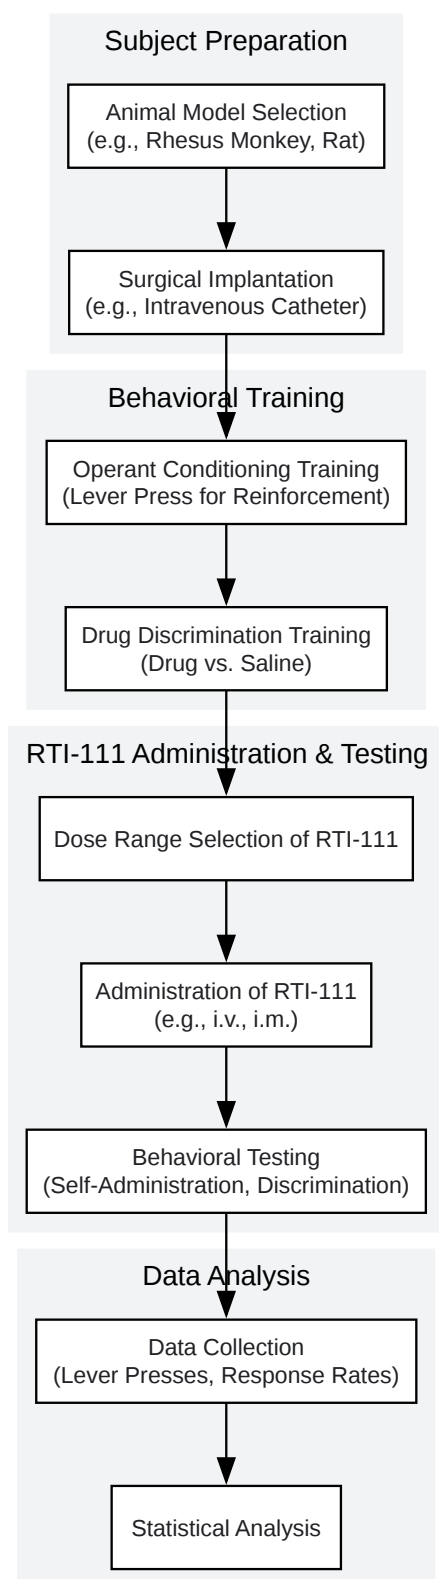 Subject Preparation
Animal Model Selection
(e.g., Rhesus Monkey, Rat)
Surgical Implantation
(e.g., Intravenous Catheter)
Behavioral Training
Operant Conditioning Training
(Lever Press for Reinforcement)
Drug Discrimination Training
(Drug vs. Saline)
RTI-111 Administration & Testing
Dose Range Selection of RTI-111
Administration of RTI-111
(e.g., i.v., i.m.)
Behavioral Testing
(Self-Administration, Discrimination)
Data Analysis
Data Collection
(Lever Presses, Response Rates)
Statistical Analysis